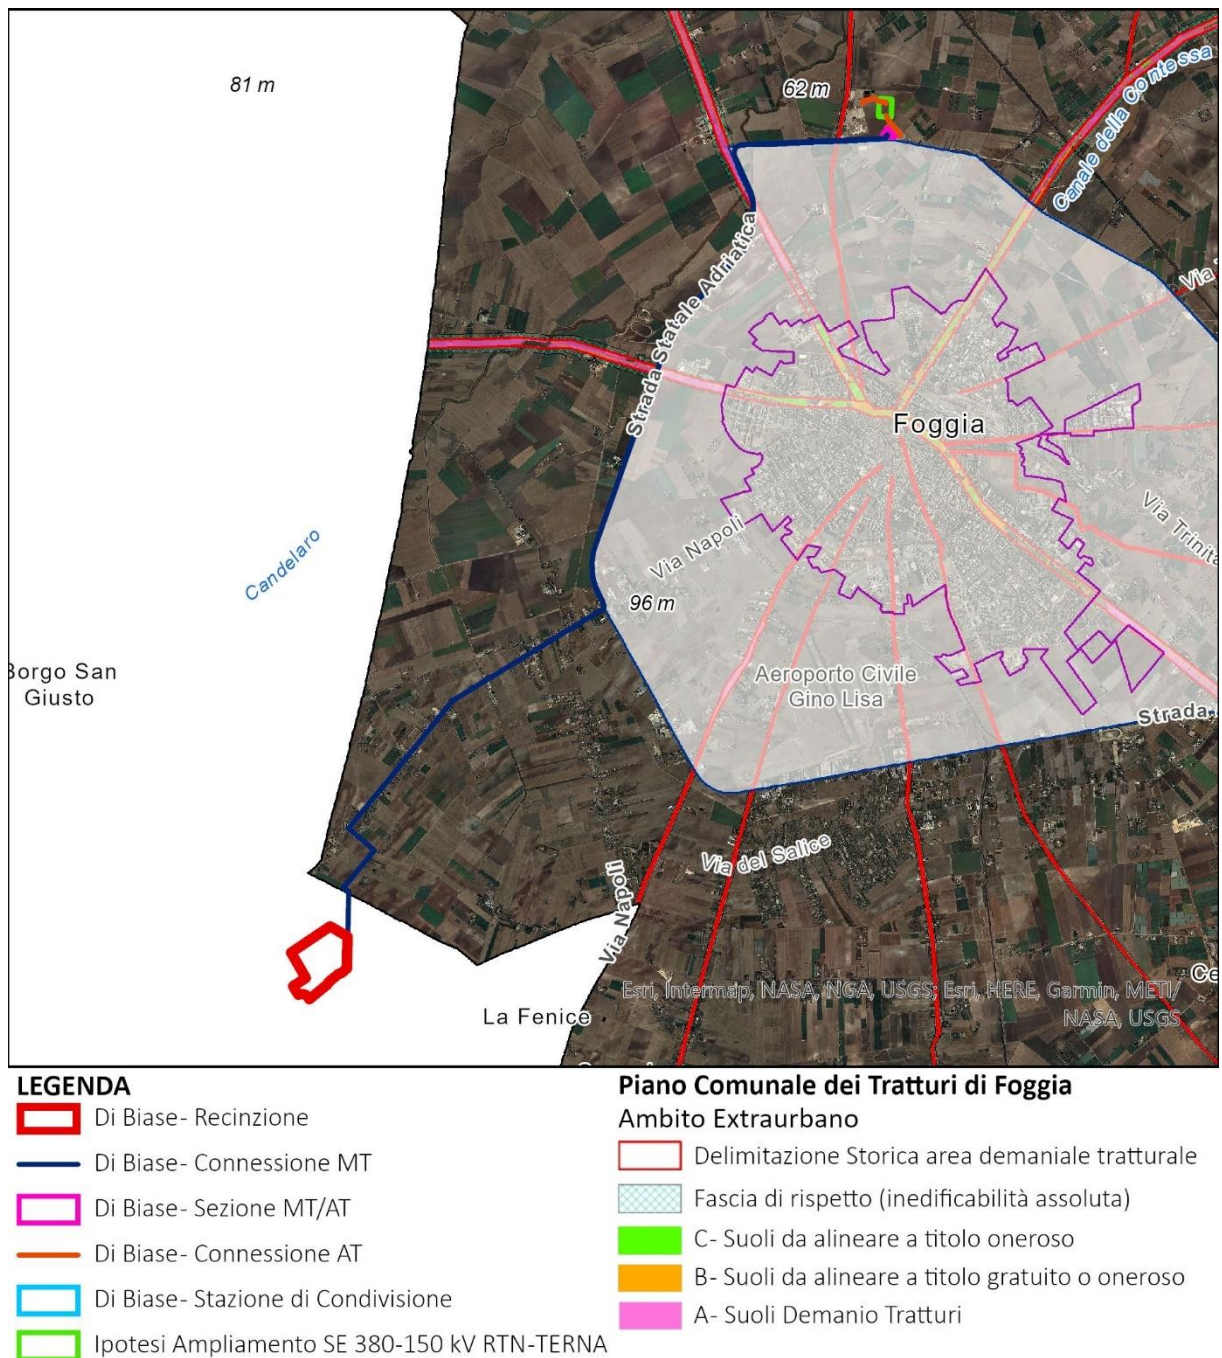 81 m
62 m
Canale della Contessa
Strada Statale Adriatica
Via
Foggia
Candelaro
Via Napoli
Via Trinita
96 m
Borgo San
Giusto
Aeroporto Civile
Gino Lisa
Strada
Via del Salice
Via Napoli
Ce
Esri, Intermap, NASA, NGA, USGS; Esri, HERE, Garmin, METI/
NASA, USGS
La Fenice
LEGENDA
Di Biase- Recinzione
Di Biase- Connessione MT
Di Biase- Sezione MT/AT
Di Biase- Connessione AT
Di Biase- Stazione di Condivisione
Ipotesi Ampliamento SE 380-150 kV RTN-TERNA
Piano Comunale dei Tratturi di Foggia
Ambito Extraurbano
Delimitazione Storica area demaniale tratturale
Fascia di rispetto (inedificabilità assoluta)
C- Suoli da alineare a titolo oneroso
B- Suoli da alineare a titolo gratuito o oneroso
A- Suoli Demanio Tratturi